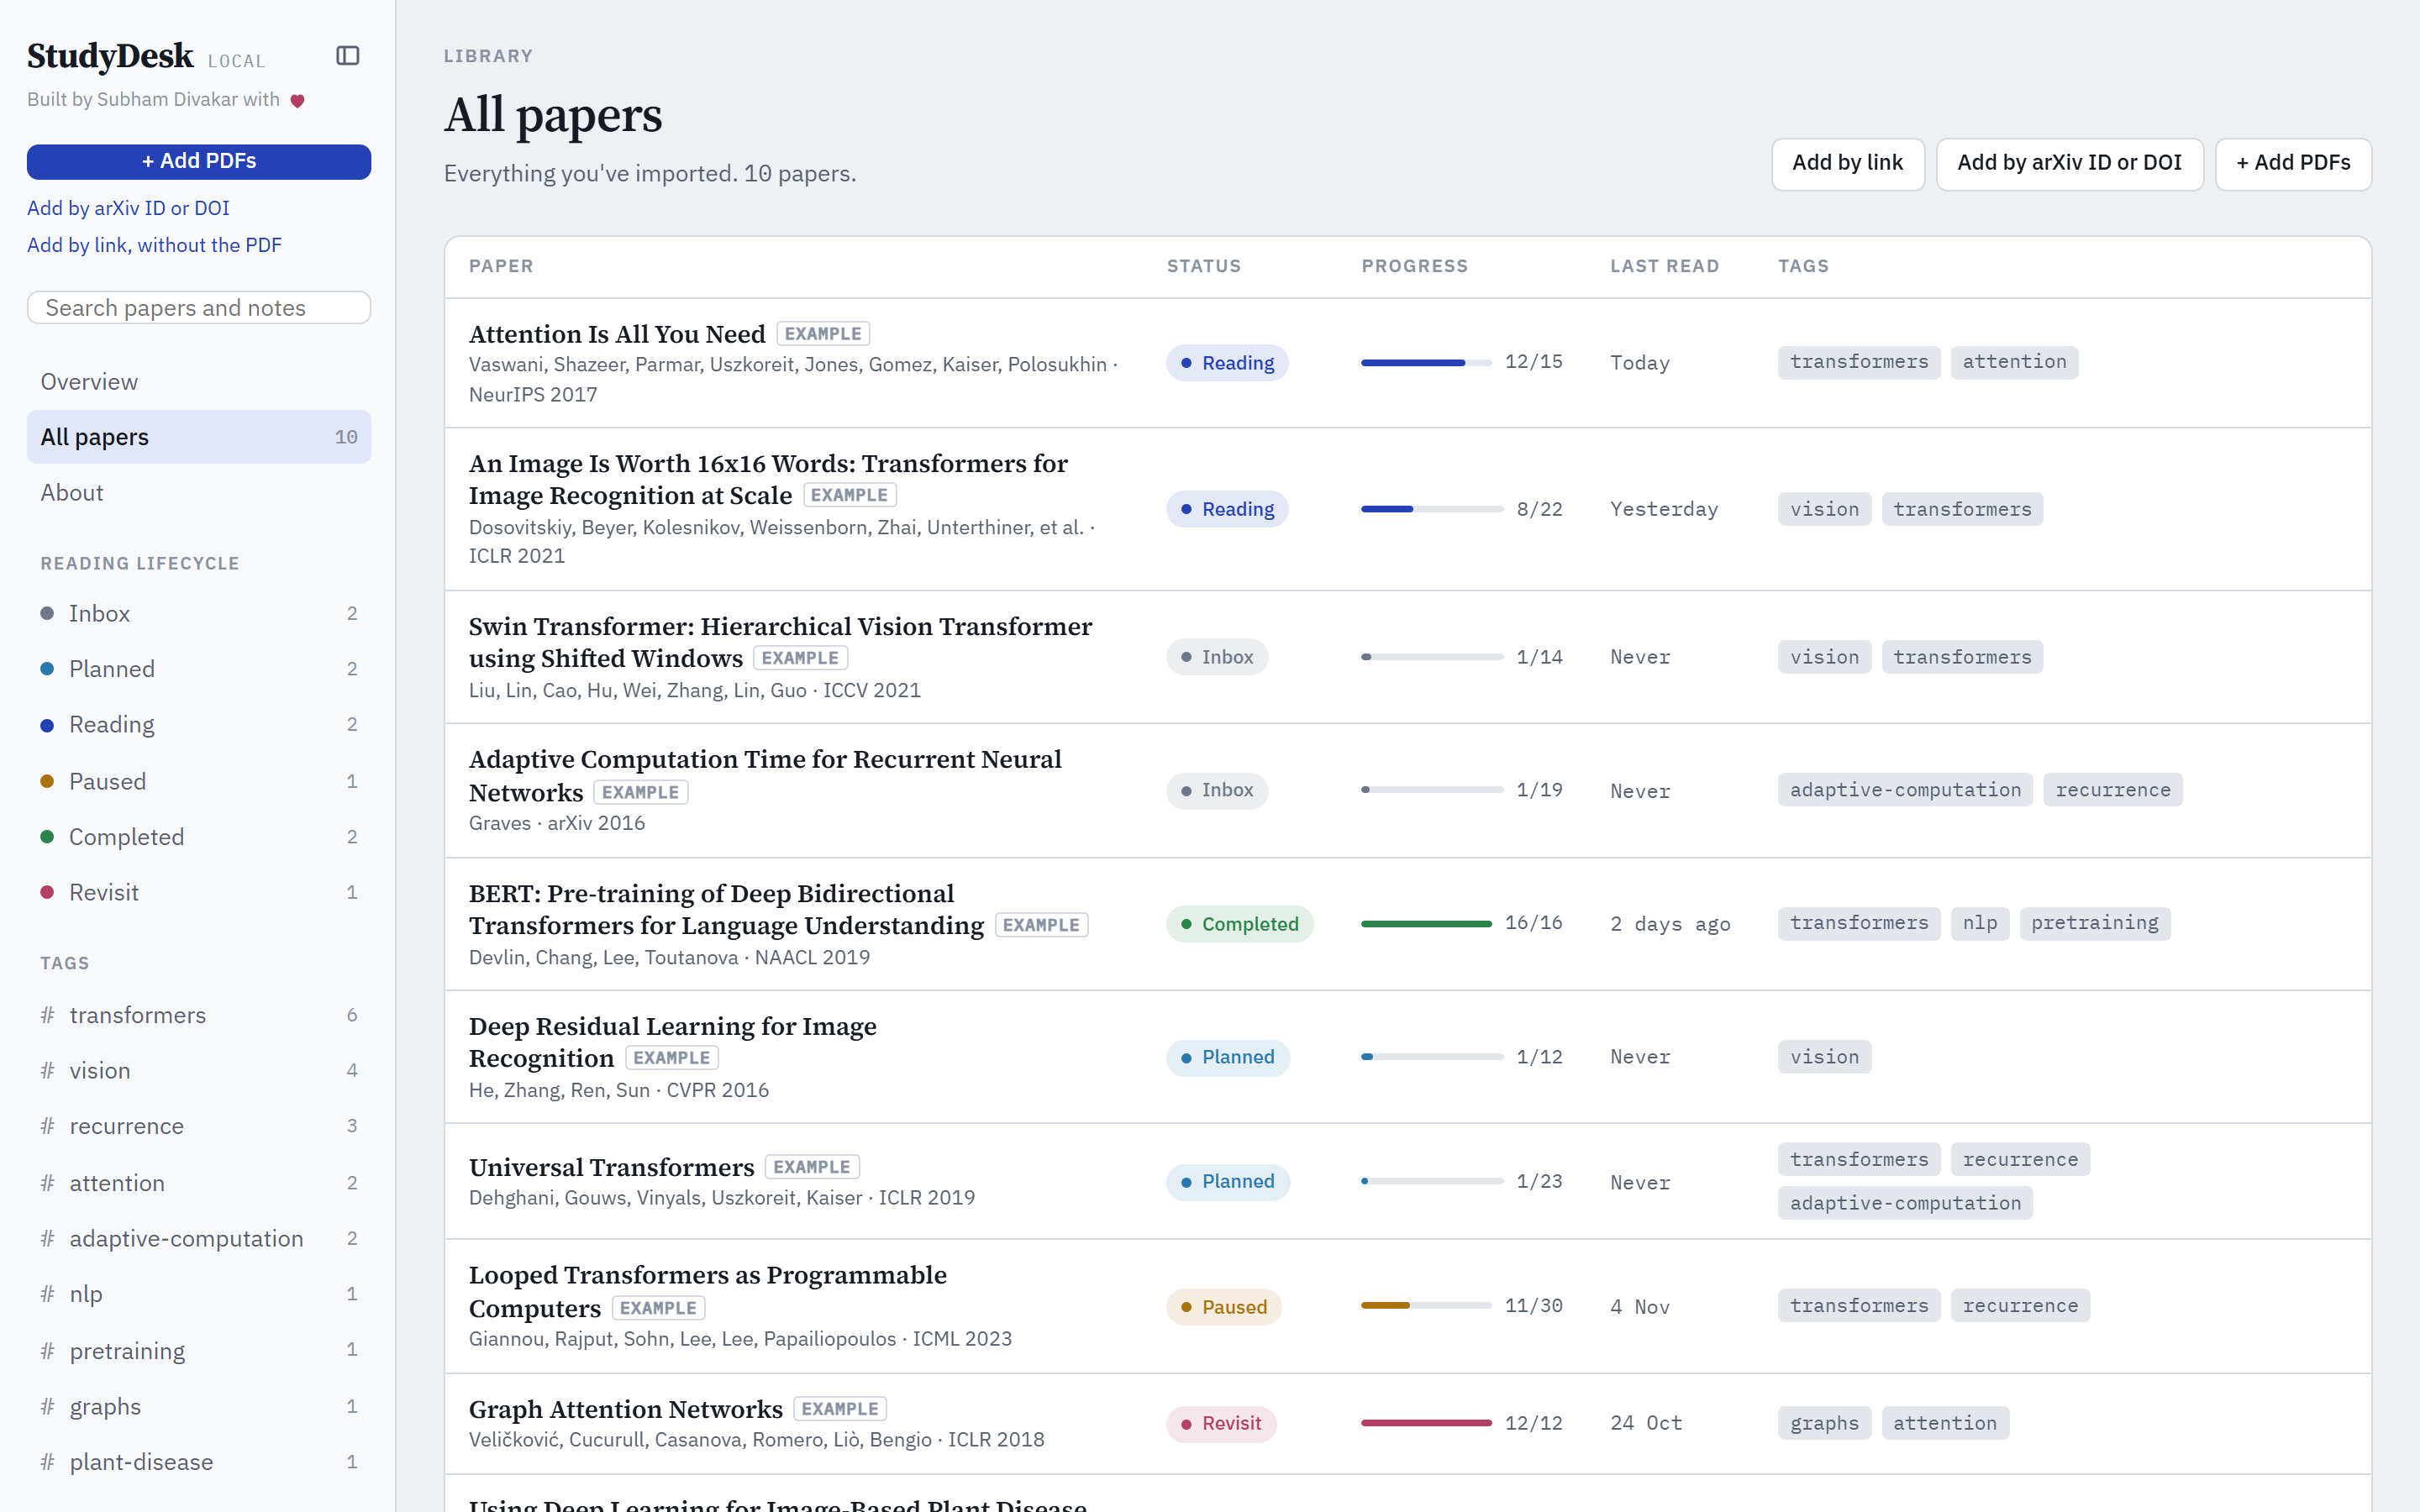 StudyDesk LOCAL
Built by Subham Divakar with
+ Add PDFs
Add by arXiv ID or DOI
Add by link, without the PDF
Search papers and notes
Overview
All papers 10
About
READING LIFECYCLE
Inbox 2
Planned 2
Reading 2
Paused 1
Completed 2
Revisit 1
TAGS
# transformers 6
# vision 4
# recurrence 3
# attention 2
# adaptive-computation 2
# nlp 1
# pretraining 1
# graphs 1
# plant-disease 1
LIBRARY
All papers
Everything you've imported. 10 papers.
Add by link
Add by arXiv ID or DOI
+ Add PDFs
PAPER STATUS PROGRESS LAST READ TAGS
Attention Is All You Need EXAMPLE
Vaswani, Shazeer, Parmar, Uszkoreit, Jones, Gomez, Kaiser, Polosukhin ·
NeurIPS 2017
Reading 12/15 Today transformers attention
An Image Is Worth 16x16 Words: Transformers for
Image Recognition at Scale EXAMPLE
Dosovitskiy, Beyer, Kolesnikov, Weissenborn, Zhai, Unterthiner, et al. ·
ICLR 2021
Reading 8/22 Yesterday vision transformers
Swin Transformer: Hierarchical Vision Transformer
using Shifted Windows EXAMPLE
Liu, Lin, Cao, Hu, Wei, Zhang, Lin, Guo · ICCV 2021
Inbox 1/14 Never vision transformers
Adaptive Computation Time for Recurrent Neural
Networks EXAMPLE
Graves · arXiv 2016
Inbox 1/19 Never adaptive-computation recurrence
BERT: Pre-training of Deep Bidirectional
Transformers for Language Understanding EXAMPLE
Devlin, Chang, Lee, Toutanova · NAACL 2019
Completed 16/16 2 days ago transformers nlp pretraining
Deep Residual Learning for Image
Recognition EXAMPLE
He, Zhang, Ren, Sun · CVPR 2016
Planned 1/12 Never vision
Universal Transformers EXAMPLE
Dehghani, Gouws, Vinyals, Uszkoreit, Kaiser · ICLR 2019
Planned 1/23 Never transformers recurrence
adaptive-computation
Looped Transformers as Programmable
Computers EXAMPLE
Giannou, Rajput, Sohn, Lee, Lee, Papailiopoulos · ICML 2023
Paused 11/30 4 Nov transformers recurrence
Graph Attention Networks EXAMPLE
Veličković, Cucurull, Casanova, Romero, Liò, Bengio · ICLR 2018
Revisit 12/12 24 Oct graphs attention
Using Deep Learning for Image-Based Plant Disease